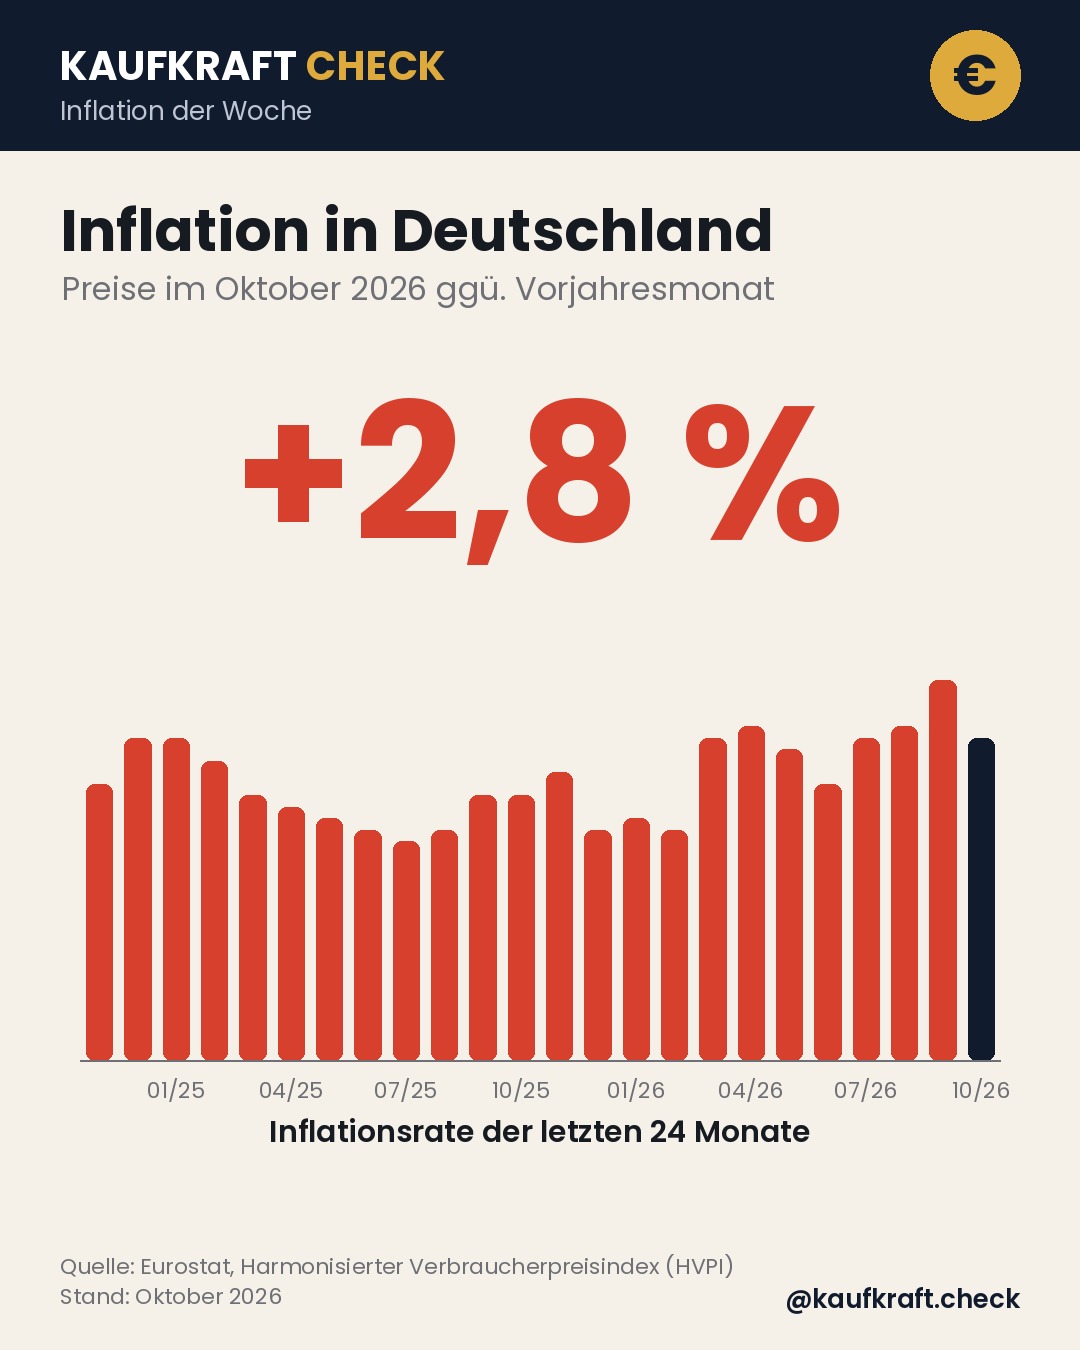 KAUFKRAFT CHECK
Inflation der Woche
€
Inflation in Deutschland
Preise im Oktober 2026 ggü. Vorjahresmonat
+2,8 %
01/25 04/25 07/25 10/25 01/26 04/26 07/26 10/26
Inflationsrate der letzten 24 Monate
Quelle: Eurostat, Harmonisierter Verbraucherpreisindex (HVPI)
Stand: Oktober 2026
@kaufkraft.check